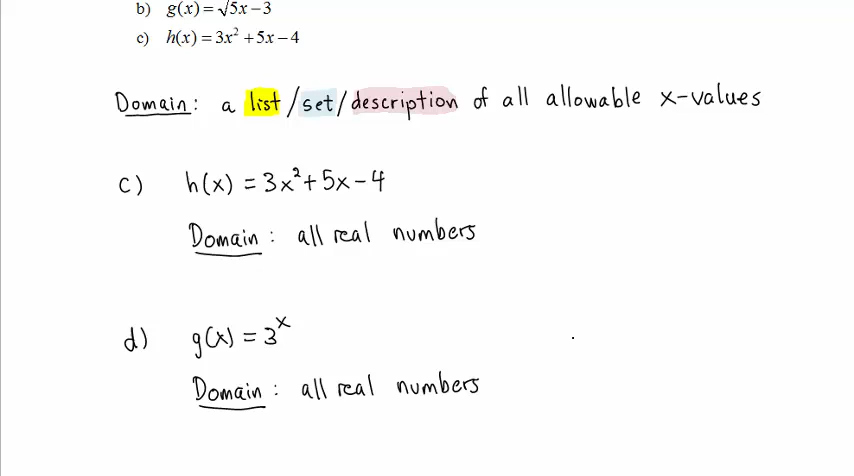 b) g(x) = √5x − 3
c) h(x) = 3x² + 5x − 4
Domain: a list/set/description of all allowable x-values
c) h(x) = 3x² + 5x − 4
Domain: all real numbers
d) g(x) = 3ˣ
Domain: all real numbers